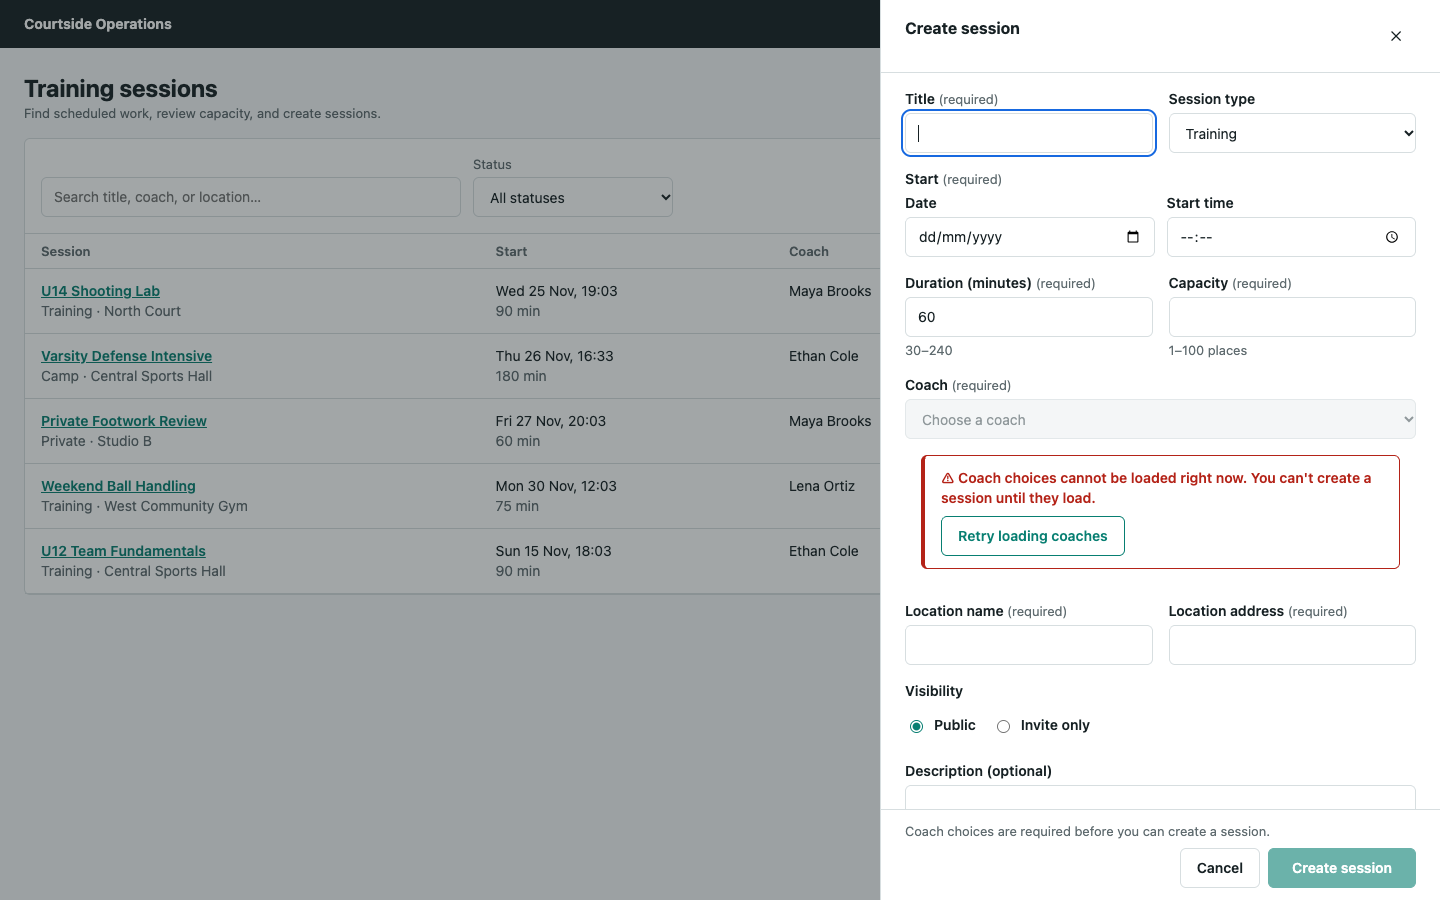 Courtside Operations
Training sessions
Find scheduled work, review capacity, and create sessions.
Status
Search title, coach, or location...
All statuses
Session Start Coach
U14 Shooting Lab Wed 25 Nov, 19:03 Maya Brooks
Training · North Court 90 min
Varsity Defense Intensive Thu 26 Nov, 16:33 Ethan Cole
Camp · Central Sports Hall 180 min
Private Footwork Review Fri 27 Nov, 20:03 Maya Brooks
Private · Studio B 60 min
Weekend Ball Handling Mon 30 Nov, 12:03 Lena Ortiz
Training · West Community Gym 75 min
U12 Team Fundamentals Sun 15 Nov, 18:03 Ethan Cole
Training · Central Sports Hall 90 min
Create session
Title (required) Session type
Training
Start (required)
Date Start time
dd/mm/yyyy --:--
Duration (minutes) (required) Capacity (required)
60
30–240 1–100 places
Coach (required)
Choose a coach
Coach choices cannot be loaded right now. You can't create a
session until they load.
Retry loading coaches
Location name (required) Location address (required)
Visibility
Public Invite only
Description (optional)
Coach choices are required before you can create a session.
Cancel Create session